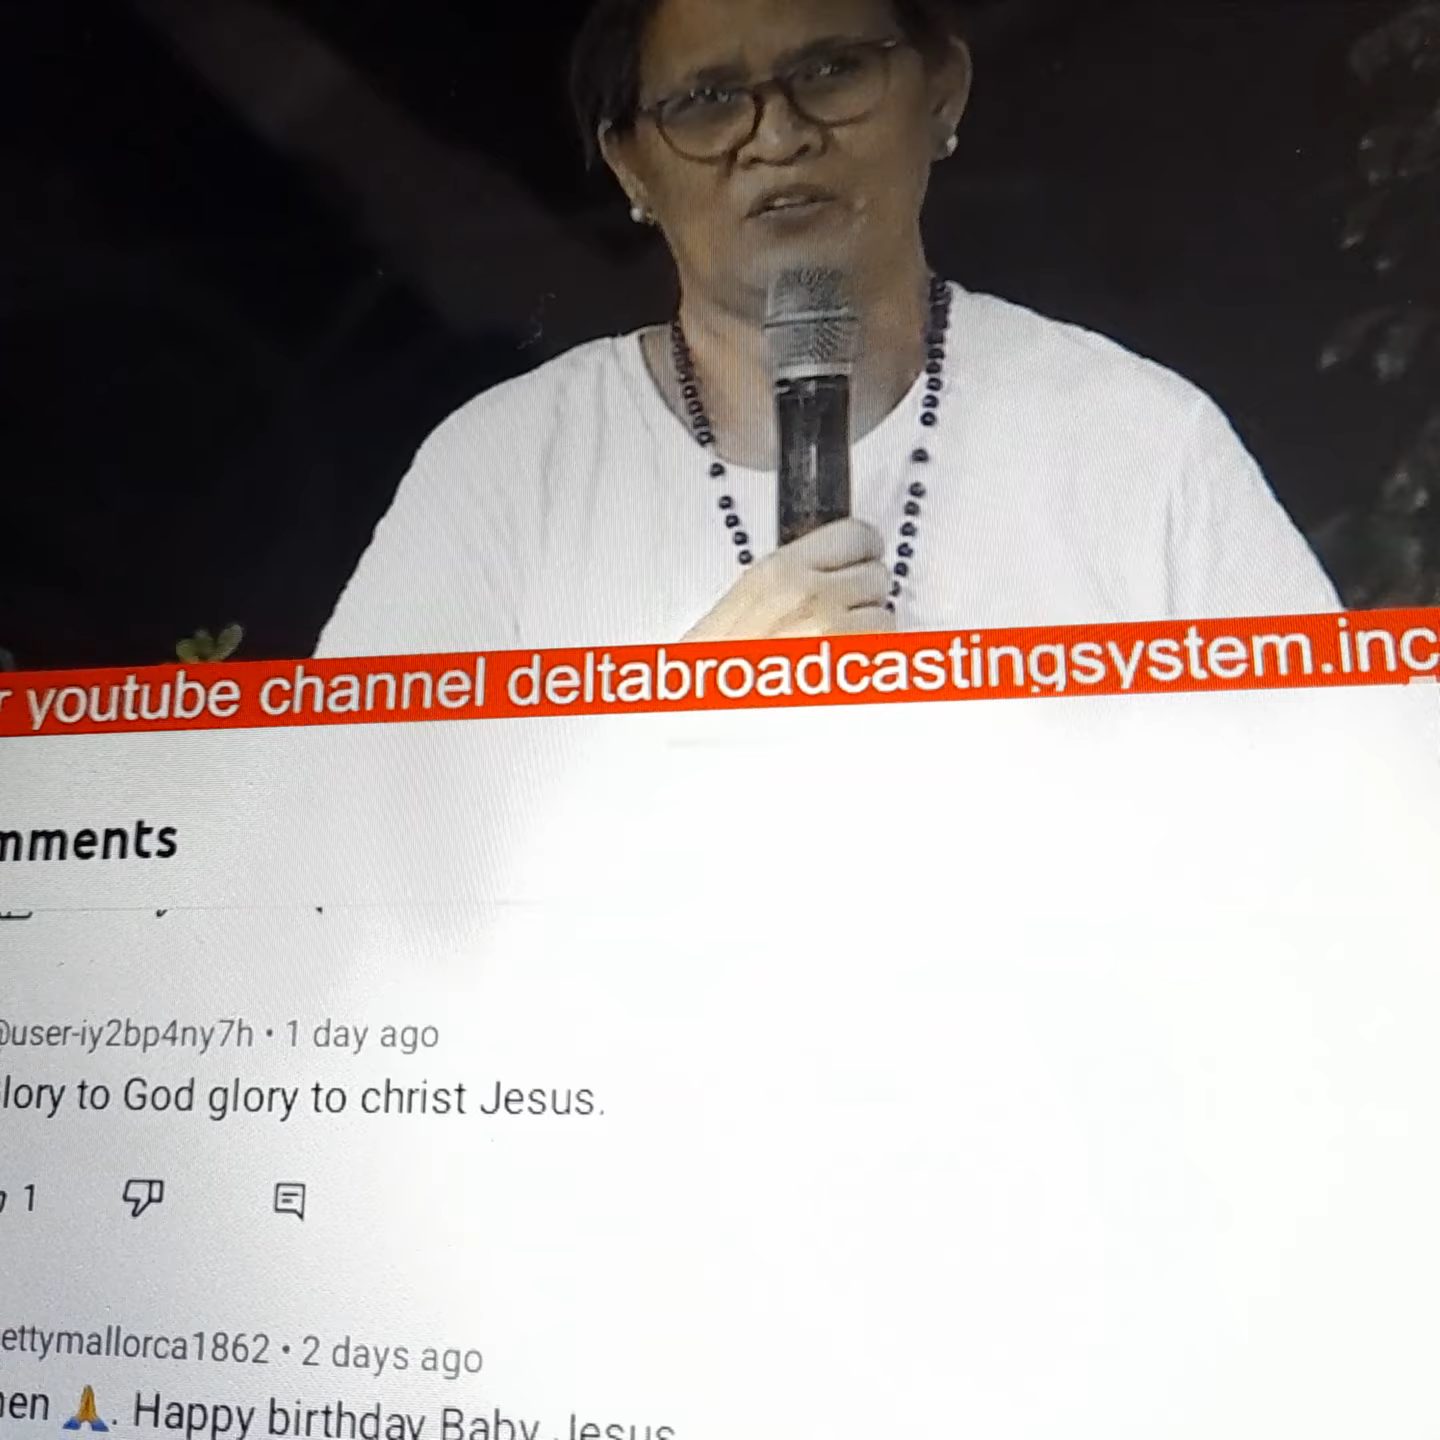 youtube channel deltabroadcastingsystem.inc
mments
@user-iy2bp4ny7h • 1 day ago
lory to God glory to christ Jesus.
1
ettymallorca1862 • 2 days ago
nen 🙏. Happy birthday Baby Jesus